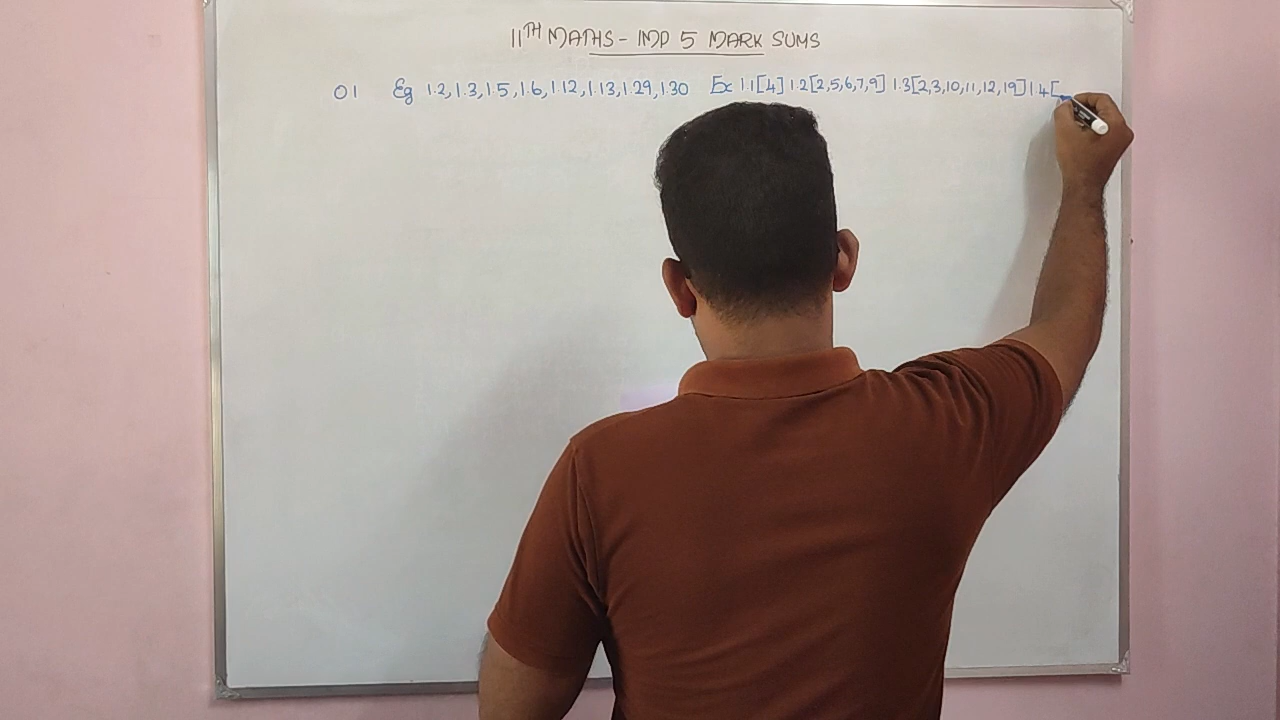 11TH MATHS - IMP 5 MARK SUMS
01 Eg 1.2, 1.3, 1.5, 1.6, 1.12, 1.13, 1.29, 1.30 Ex 1.1[4] 1.2[2,5,6,7,9] 1.3[2,3,10,11,12,19] 1.4[